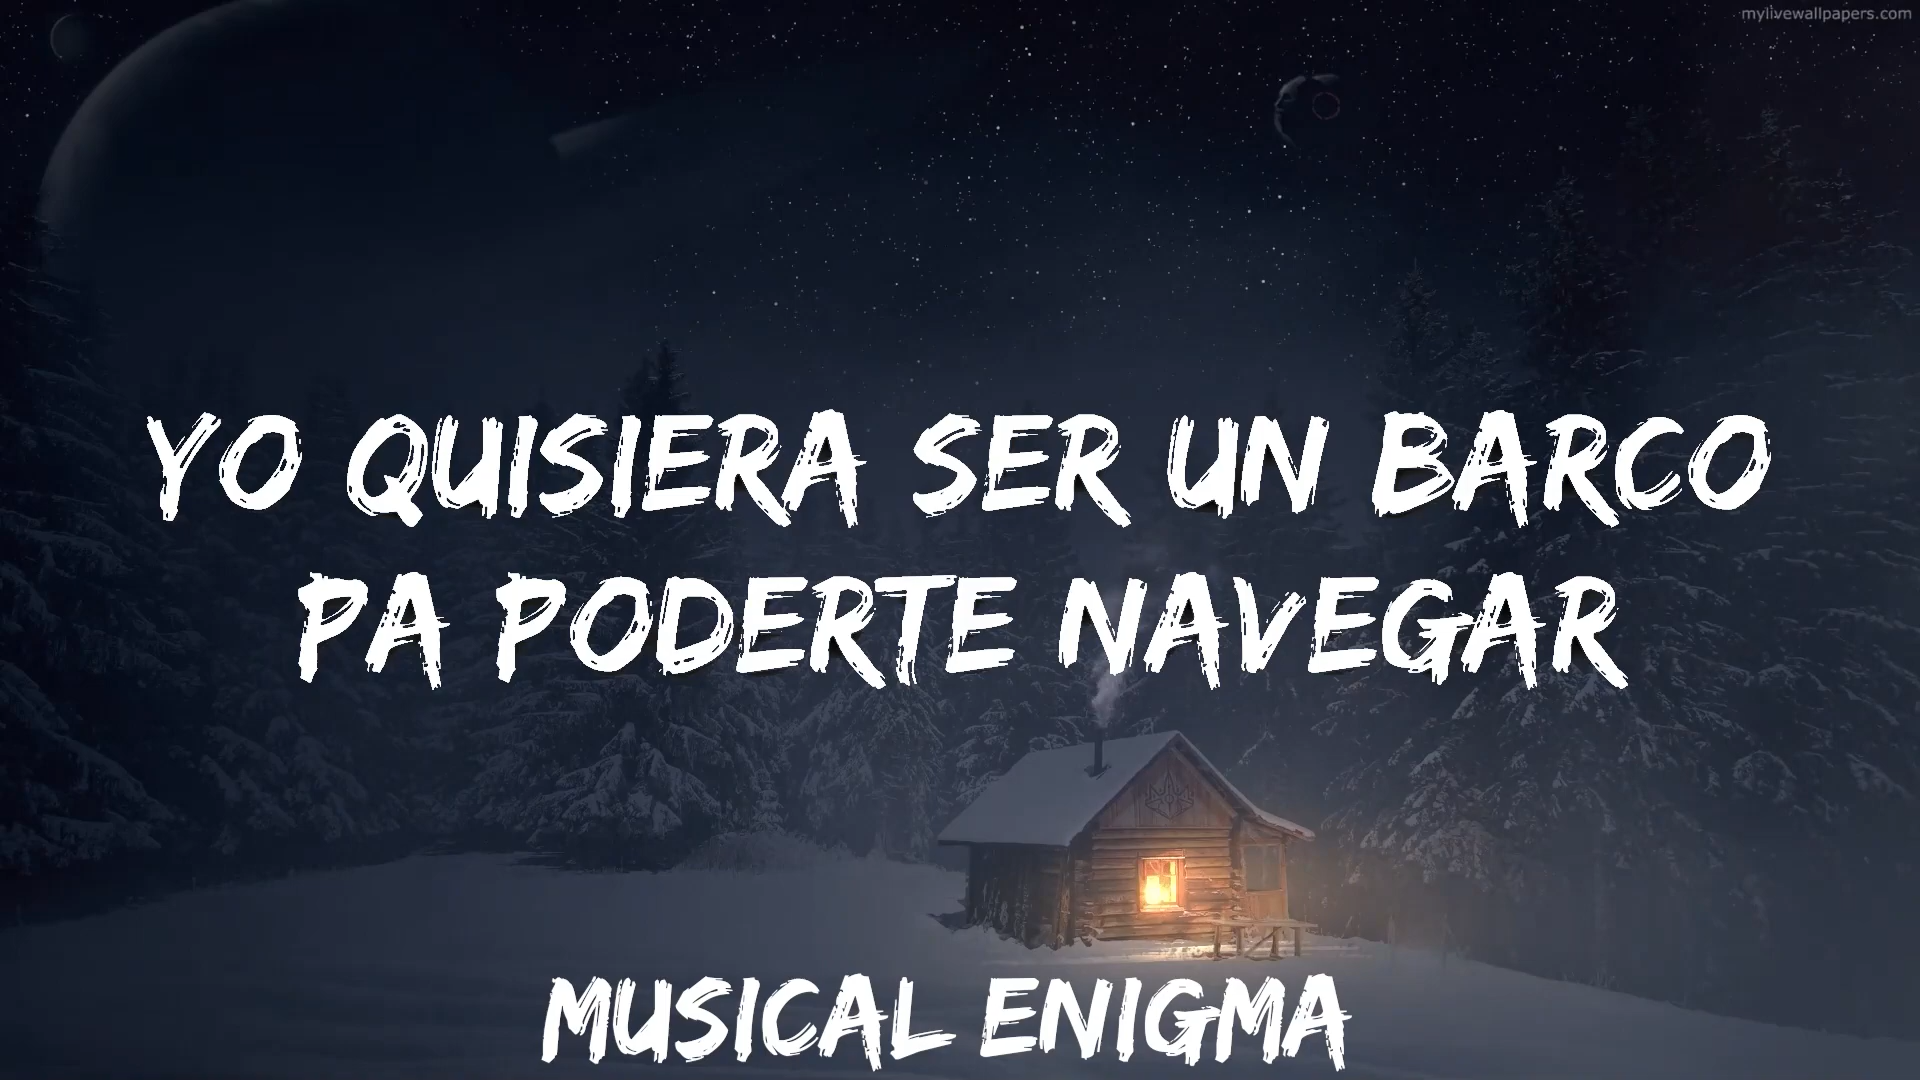 mylivewallpapers.com
YO QUISIERA SER UN BARCO
PA PODERTE NAVEGAR
MUSICAL ENIGMA